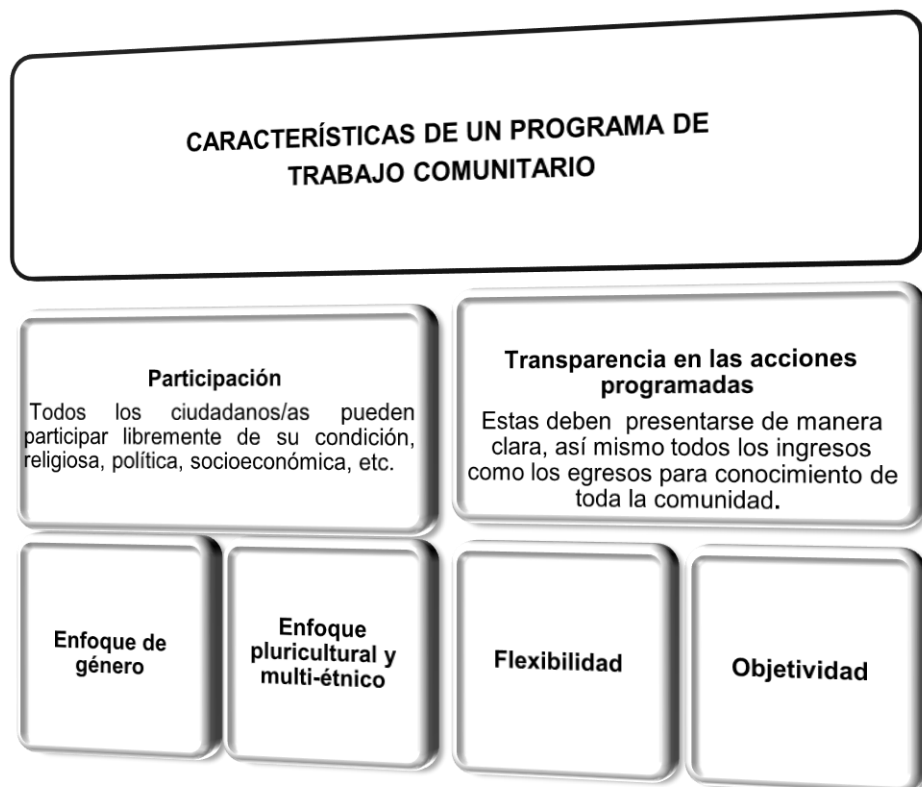 CARACTERÍSTICAS DE UN PROGRAMA DE
TRABAJO COMUNITARIO
Participación
Todos los ciudadanos/as pueden
participar libremente de su condición,
religiosa, política, socioeconómica, etc.
Transparencia en las acciones
programadas
Estas deben presentarse de manera
clara, así mismo todos los ingresos
como los egresos para conocimiento de
toda la comunidad.
Enfoque de
género
Enfoque
pluricultural y
multi-étnico
Flexibilidad
Objetividad